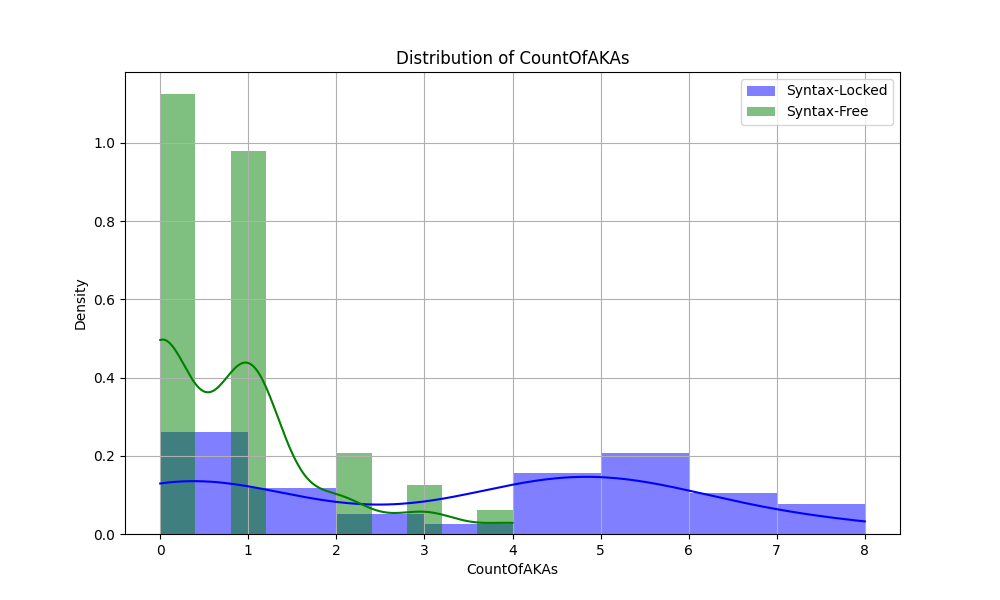 Distribution of CountOfAKAs
Syntax-Locked
Syntax-Free
Density
1.0
0.8
0.6
0.4
0.2
0.0
0 1 2 3 4 5 6 7 8
CountOfAKAs